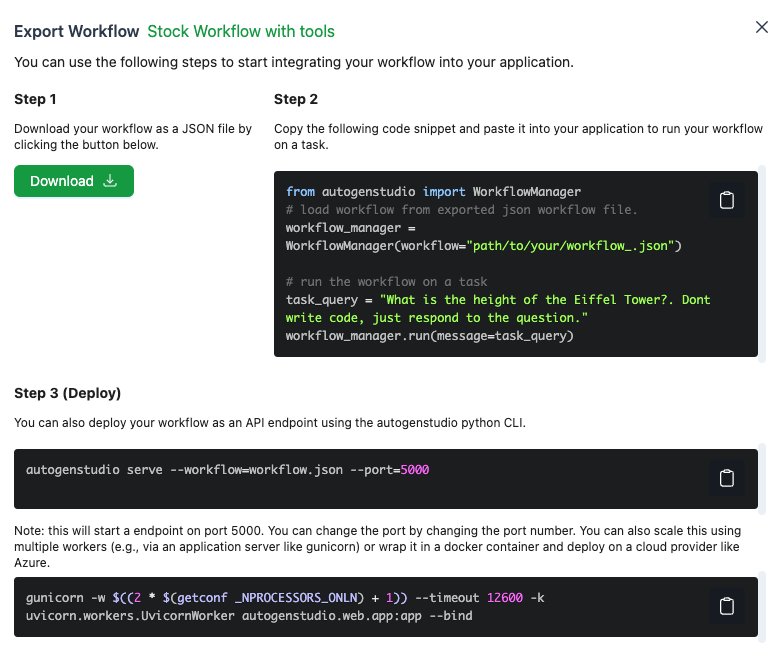 Export Workflow Stock Workflow with tools
You can use the following steps to start integrating your workflow into your application.
Step 1
Download your workflow as a JSON file by
clicking the button below.
Download
Step 2
Copy the following code snippet and paste it into your application to run your workflow
on a task.
from autogenstudio import WorkflowManager
# load workflow from exported json workflow file.
workflow_manager =
WorkflowManager(workflow="path/to/your/workflow_.json")
# run the workflow on a task
task_query = "What is the height of the Eiffel Tower?. Dont
write code, just respond to the question."
workflow_manager.run(message=task_query)
Step 3 (Deploy)
You can also deploy your workflow as an API endpoint using the autogenstudio python CLI.
autogenstudio serve --workflow=workflow.json --port=5000
Note: this will start a endpoint on port 5000. You can change the port by changing the port number. You can also scale this using
multiple workers (e.g., via an application server like gunicorn) or wrap it in a docker container and deploy on a cloud provider like
Azure.
gunicorn -w $((2 * $(getconf _NPROCESSORS_ONLN) + 1)) --timeout 12600 -k
uvicorn.workers.UvicornWorker autogenstudio.web.app:app --bind